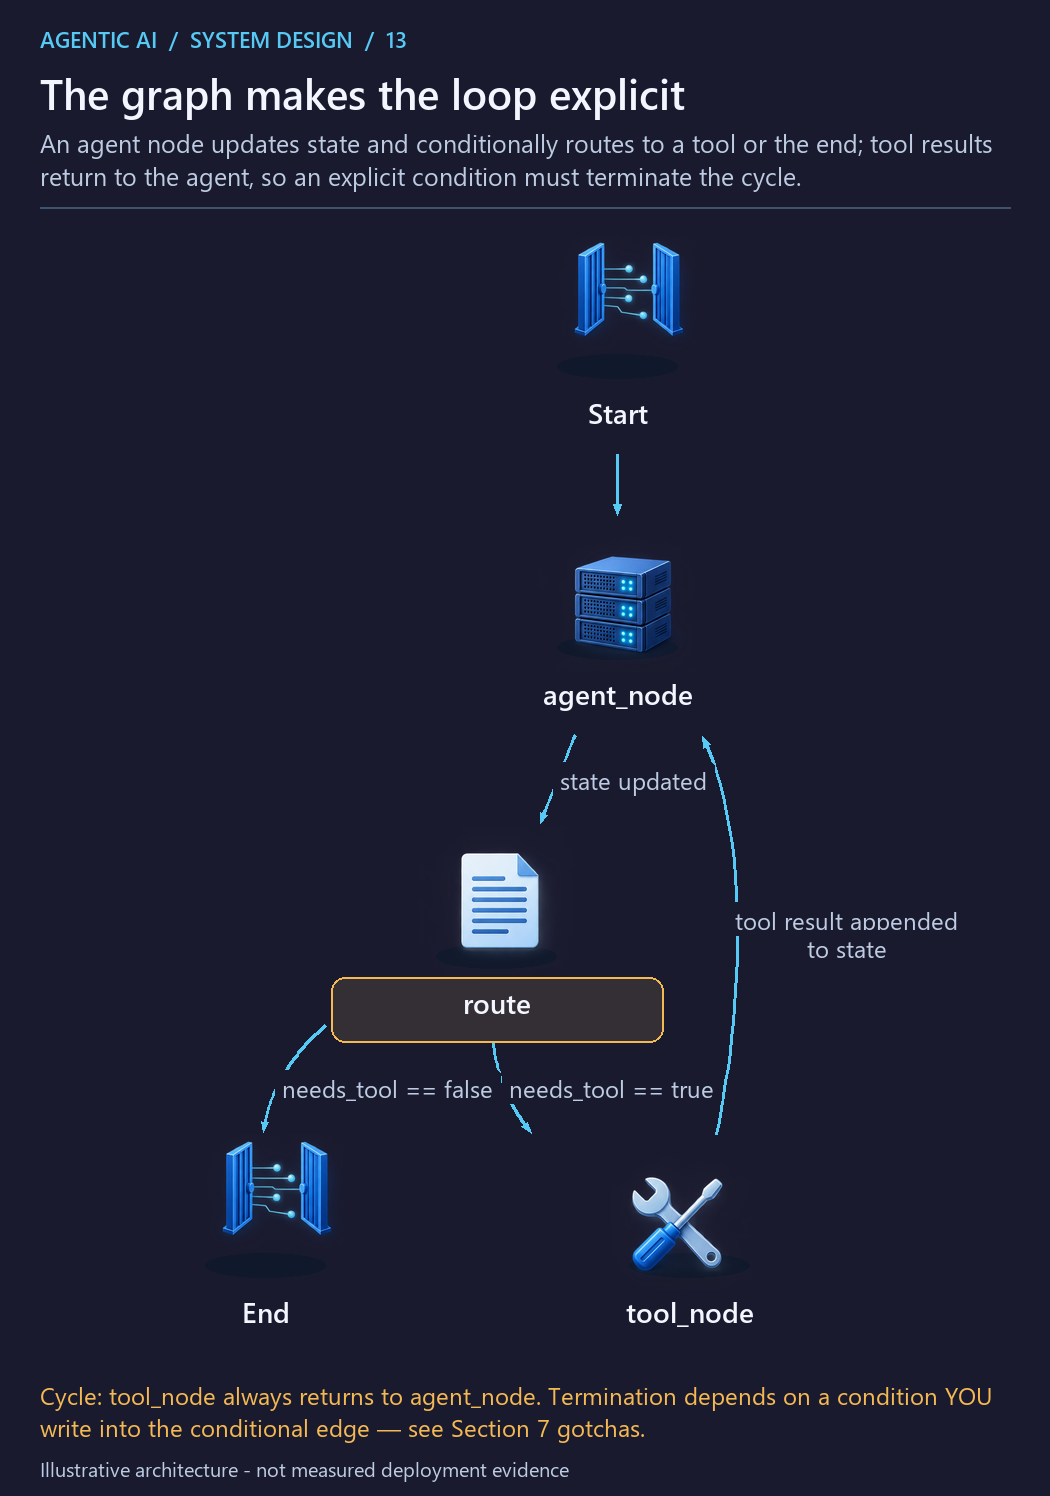 AGENTIC AI / SYSTEM DESIGN / 13
The graph makes the loop explicit
An agent node updates state and conditionally routes to a tool or the end; tool results
return to the agent, so an explicit condition must terminate the cycle.
Start
agent_node
state updated
tool result appended
to state
route
needs_tool == false
needs_tool == true
End
tool_node
Cycle: tool_node always returns to agent_node. Termination depends on a condition YOU
write into the conditional edge — see Section 7 gotchas.
Illustrative architecture - not measured deployment evidence